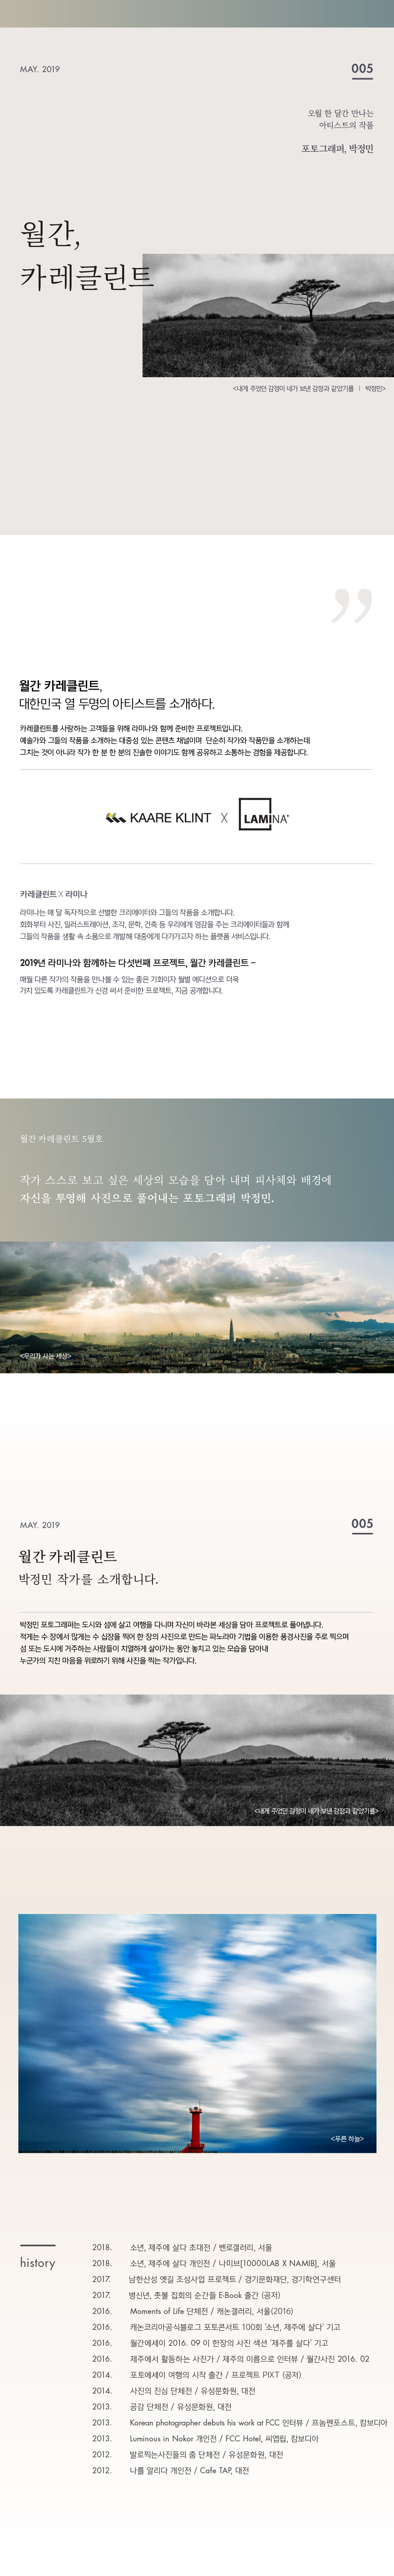 MAY. 2019
005
오월 한 달간 만나는
아티스트의 작품
포토그래퍼, 박정민
월간,
카레클린트
<내게 주었던 감정이 네가 보낸 감정과 같았기를 | 박정민>
월간 카레클린트,
대한민국 열 두명의 아티스트를 소개하다.
카레클린트를 사랑하는 고객들을 위해 라미나와 함께 준비한 프로젝트입니다.
예술가와 그들의 작품을 소개하는 대중성 있는 콘텐츠 채널이며 단순히 작가와 작품만을 소개하는데
그치는 것이 아니라 작가 한 분 한 분의 진솔한 이야기도 함께 공유하고 소통하는 경험을 제공합니다.
KAARE KLINT X LAMINA
카레클린트 X 라미나
라미나는 매 달 독자적으로 선별한 크리에이터와 그들의 작품을 소개합니다.
회화부터 사진, 일러스트레이션, 조각, 문학, 건축 등 우리에게 영감을 주는 크리에이터들과 함께
그들의 작품을 생활 속 소품으로 개발해 대중에게 다가가고자 하는 플랫폼 서비스입니다.
2019년 라미나와 함께하는 다섯번째 프로젝트, 월간 카레클린트 –
매월 다른 작가의 작품을 만나볼 수 있는 좋은 기회이자 월별 에디션으로 더욱
가치 있도록 카레클린트가 신경 써서 준비한 프로젝트, 지금 공개합니다.
월간 카레클린트 5월호
작가 스스로 보고 싶은 세상의 모습을 담아 내며 피사체와 배경에
자신을 투영해 사진으로 풀어내는 포토그래퍼 박정민.
<우리가 사는 세상>
MAY. 2019
005
월간 카레클린트
박정민 작가를 소개합니다.
박정민 포토그래퍼는 도시와 섬에 살고 여행을 다니며 자신이 바라본 세상을 담아 프로젝트로 풀어냅니다.
적게는 수 장에서 많게는 수 십장을 찍어 한 장의 사진으로 만드는 파노라마 기법을 이용한 풍경사진을 주로 찍으며
섬 또는 도시에 거주하는 사람들이 치열하게 살아가는 동안 놓치고 있는 모습을 담아내
누군가의 지친 마음을 위로하기 위해 사진을 찍는 작가입니다.
<내게 주었던 감정이 네가 보낸 감정과 같았기를>
<푸른 하늘>
history
2018. 소년, 제주에 살다 초대전 / 벤로갤러리, 서울
2018. 소년, 제주에 살다 개인전 / 나미브[10000LAB X NAMIB], 서울
2017. 남한산성 옛길 조성사업 프로젝트 / 경기문화재단, 경기학연구센터
2017. 병신년, 촛불 집회의 순간들 E-Book 출간 (공저)
2016. Moments of Life 단체전 / 캐논갤러리, 서울(2016)
2016. 캐논코리아공식블로그 포토콘서트 100회 '소년, 제주에 살다' 기고
2016. 월간에세이 2016. 09 이 한장의 사진 섹션 '제주를 살다' 기고
2016. 제주에서 활동하는 사진가 / 제주의 이름으로 인터뷰 / 월간사진 2016. 02
2014. 포토에세이 여행의 시작 출간 / 프로젝트 PIXT (공저)
2014. 사진의 진심 단체전 / 유성문화원, 대전
2013. 공감 단체전 / 유성문화원, 대전
2013. Korean photographer debuts his work at FCC 인터뷰 / 프놈펜포스트, 캄보디아
2013. Luminous in Nokor 개인전 / FCC Hotel, 씨엠립, 캄보디아
2012. 발로찍는사진들의 춤 단체전 / 유성문화원, 대전
2012. 나를 알리다 개인전 / Cafe TAP, 대전